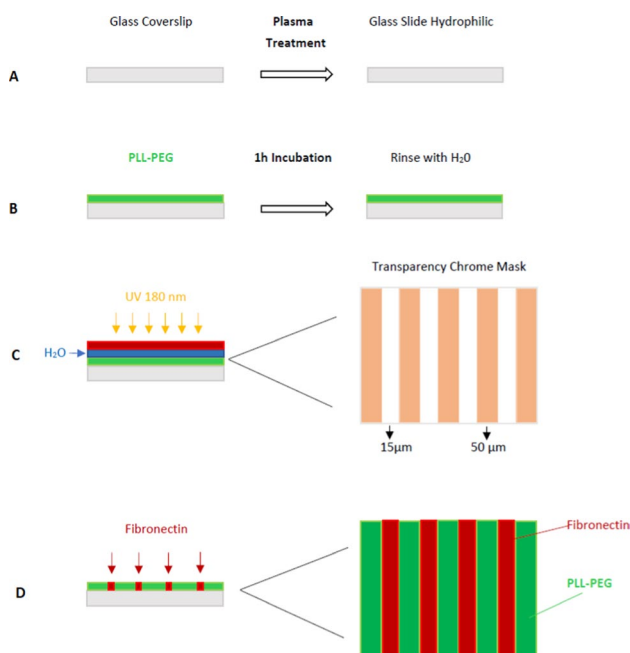 Glass Coverslip
Plasma
Treatment
Glass Slide Hydrophilic
A
PLL-PEG
1h Incubation
Rinse with H₂0
B
Transparency Chrome Mask
UV 180 nm
H₂O
C
15µm
50 µm
Fibronectin
Fibronectin
PLL-PEG
D